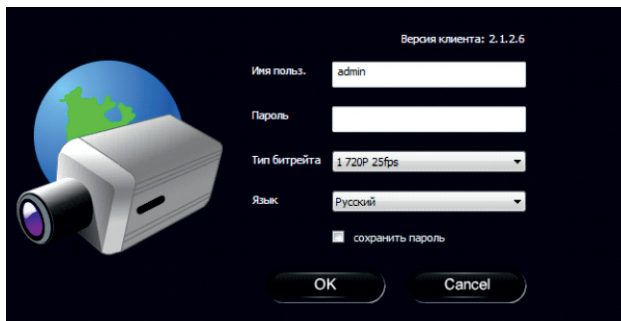 Версия клиента: 2.1.2.6
Имя польз.
admin
Пароль
Тип битрейта
1 720P 25fps
Язык
Русский
сохранить пароль
OK
Cancel